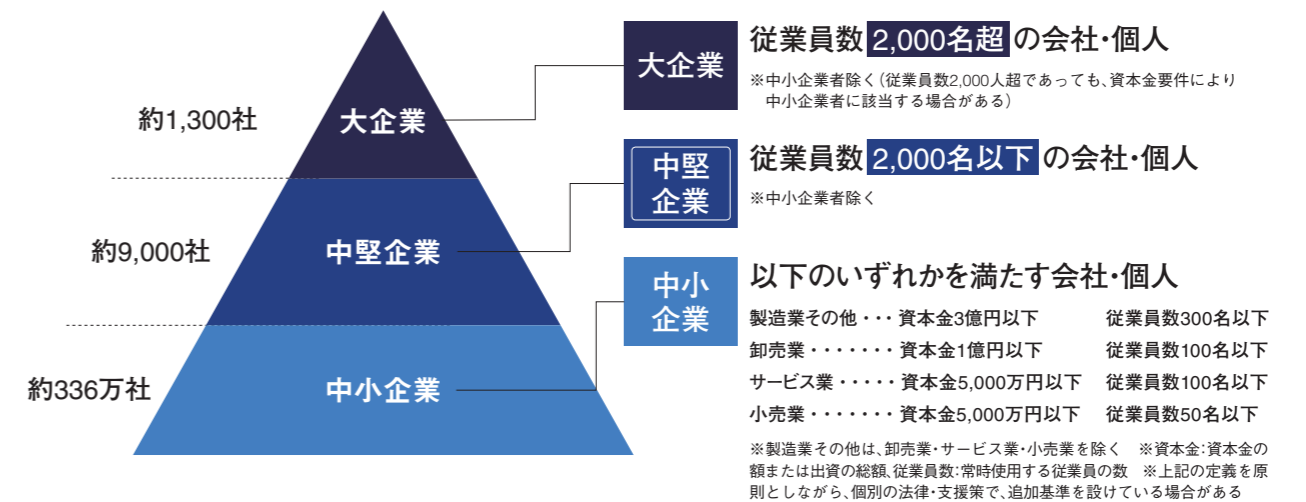 約1,300社
大企業
約9,000社
中堅企業
約336万社
中小企業
大企業
従業員数 2,000名超 の会社・個人
※中小企業者除く（従業員数2,000人超であっても、資本金要件により
中小企業者に該当する場合がある）
中堅
企業
従業員数 2,000名以下 の会社・個人
※中小企業者除く
中小
企業
以下のいずれかを満たす会社・個人
製造業その他・・・資本金3億円以下 従業員数300名以下
卸売業・・・・・・・資本金1億円以下 従業員数100名以下
サービス業・・・・・資本金5,000万円以下 従業員数100名以下
小売業・・・・・・・資本金5,000万円以下 従業員数50名以下
※製造業その他は、卸売業・サービス業・小売業を除く ※資本金：資本金の
額または出資の総額、従業員数：常時使用する従業員の数 ※上記の定義を原
則としながら、個別の法律・支援策で、追加基準を設けている場合がある